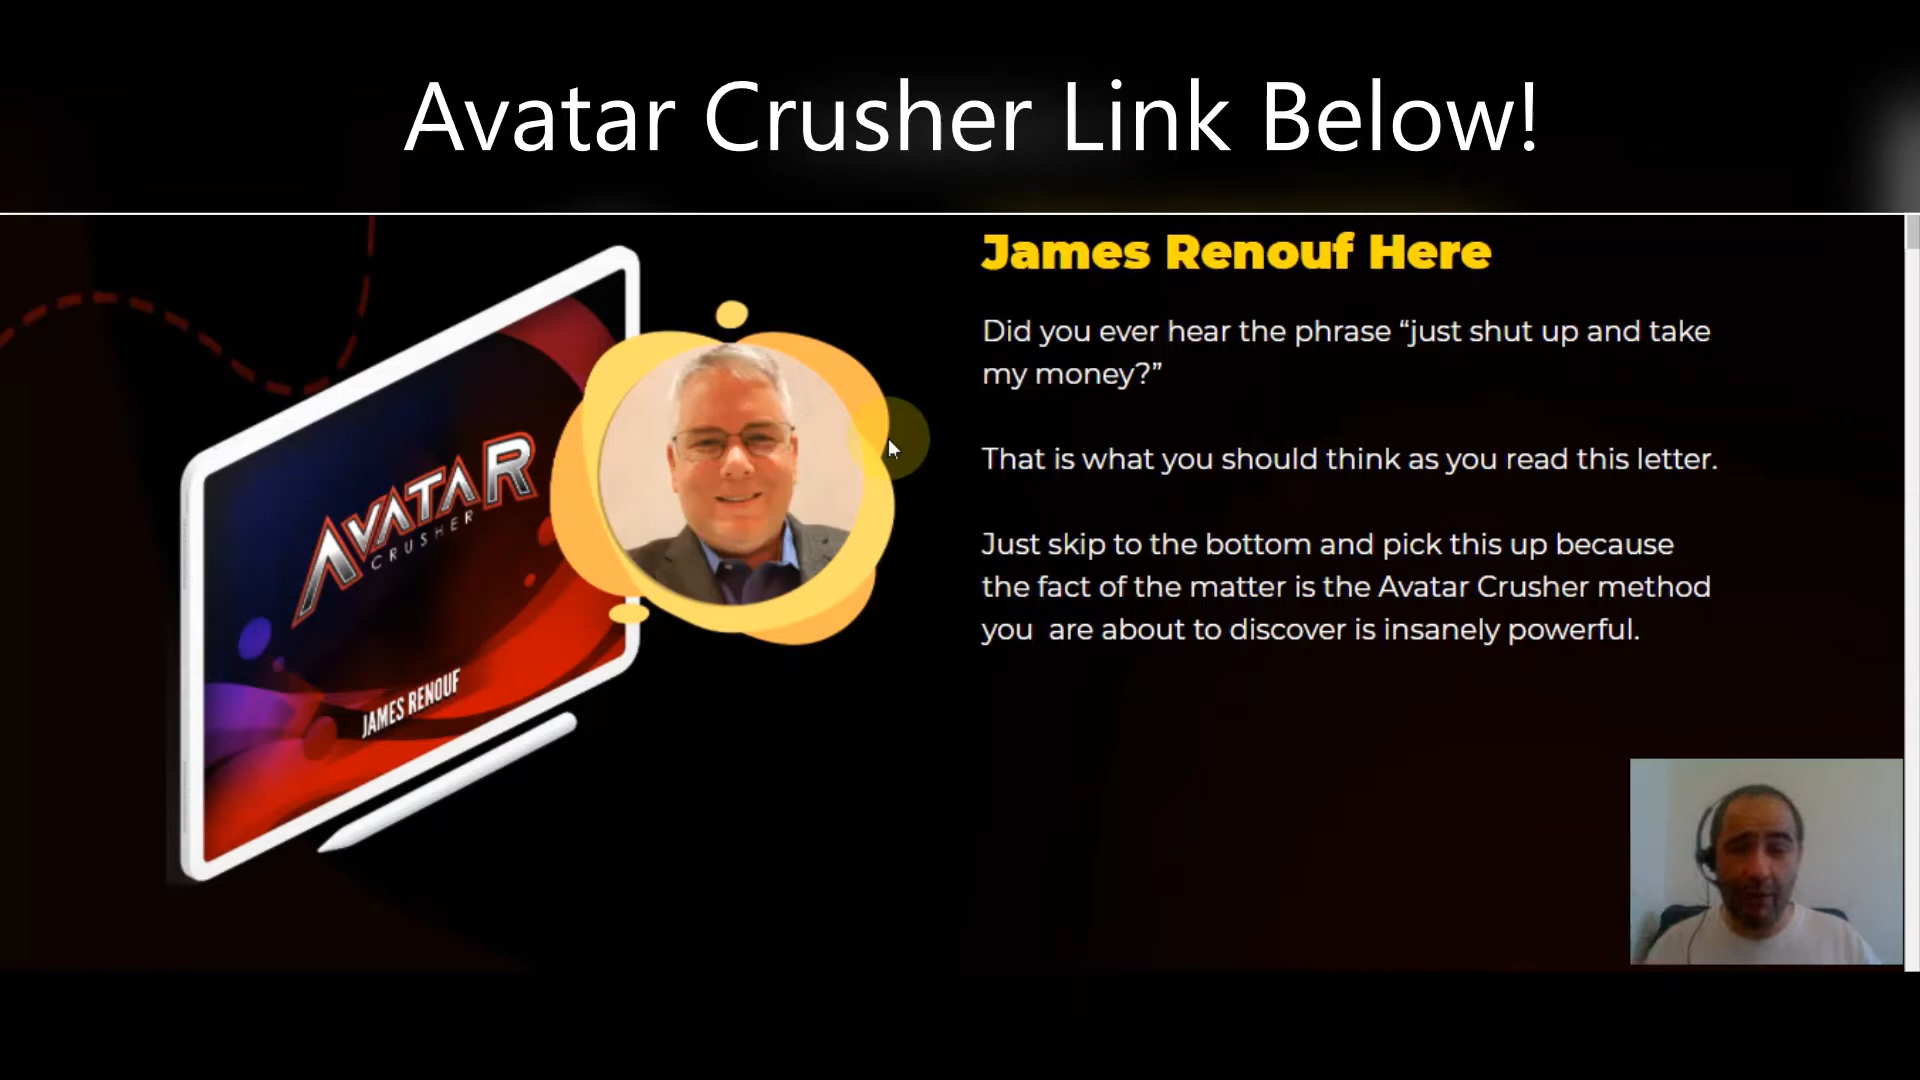 Avatar Crusher Link Below!
James Renouf Here
Did you ever hear the phrase “just shut up and take
my money?”
That is what you should think as you read this letter.
Just skip to the bottom and pick this up because
the fact of the matter is the Avatar Crusher method
you  are about to discover is insanely powerful.
AVATAR
CRUSHER
JAMES RENOUF